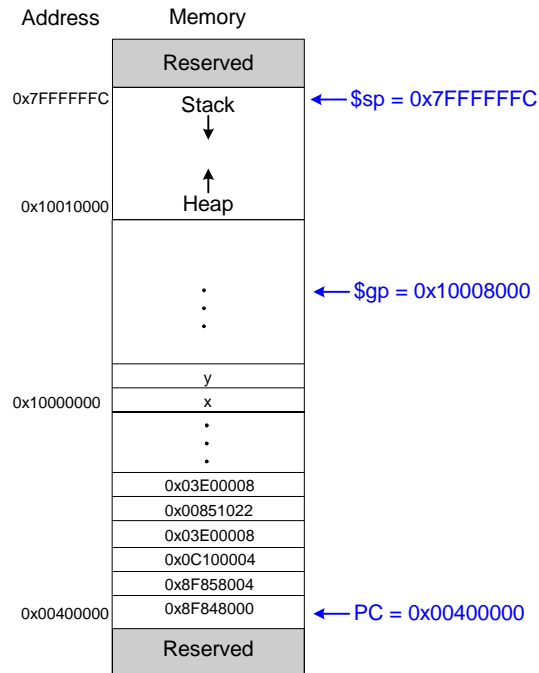 Address Memory
Reserved
0x7FFFFFFC Stack $sp = 0x7FFFFFFC
0x10010000 Heap
$gp = 0x10008000
y
0x10000000 x
0x03E00008
0x00851022
0x03E00008
0x0C100004
0x8F858004
0x00400000 0x8F848000 PC = 0x00400000
Reserved